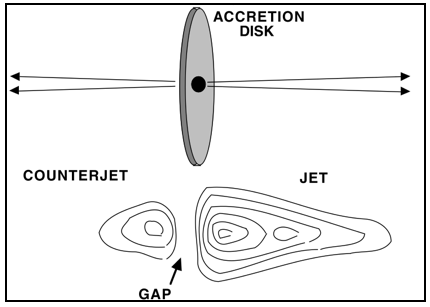 ACCRETION
DISK
COUNTERJET
JET
GAP